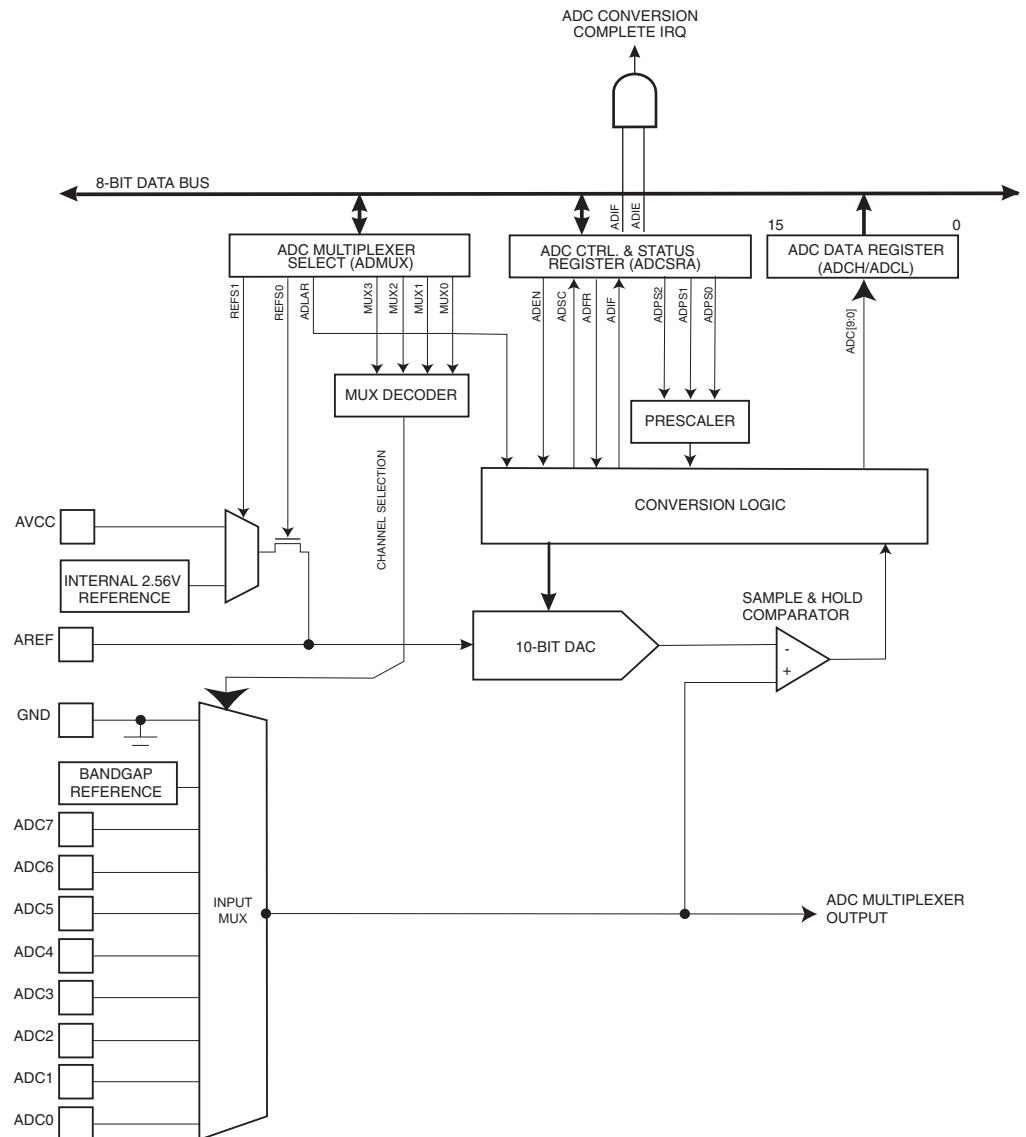 ADC CONVERSION
COMPLETE IRQ
8-BIT DATA BUS
ADIF
ADIE
15
0
ADC MULTIPLEXER
SELECT (ADMUX)
ADC CTRL. & STATUS
REGISTER (ADCSRA)
ADC DATA REGISTER
(ADCH/ADCL)
REFS1
REFS0
ADLAR
MUX3
MUX2
MUX1
MUX0
ADEN
ADSC
ADFR
ADIF
ADPS2
ADPS1
ADPS0
ADC[9:0]
MUX DECODER
PRESCALER
CHANNEL SELECTION
CONVERSION LOGIC
AVCC
INTERNAL 2.56V
REFERENCE
SAMPLE & HOLD
COMPARATOR
AREF
10-BIT DAC
-
+
GND
BANDGAP
REFERENCE
ADC7
ADC6
ADC5
INPUT
MUX
ADC MULTIPLEXER
OUTPUT
ADC4
ADC3
ADC2
ADC1
ADC0